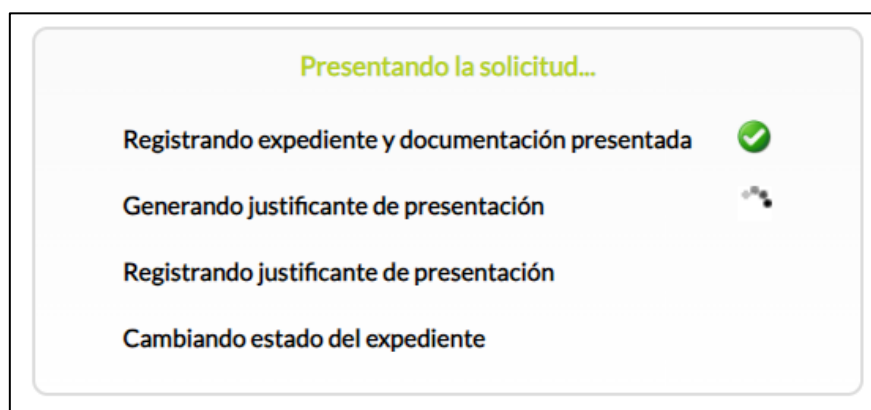 Presentando la solicitud...
Registrando expediente y documentación presentada
Generando justificante de presentación
Registrando justificante de presentación
Cambiando estado del expediente